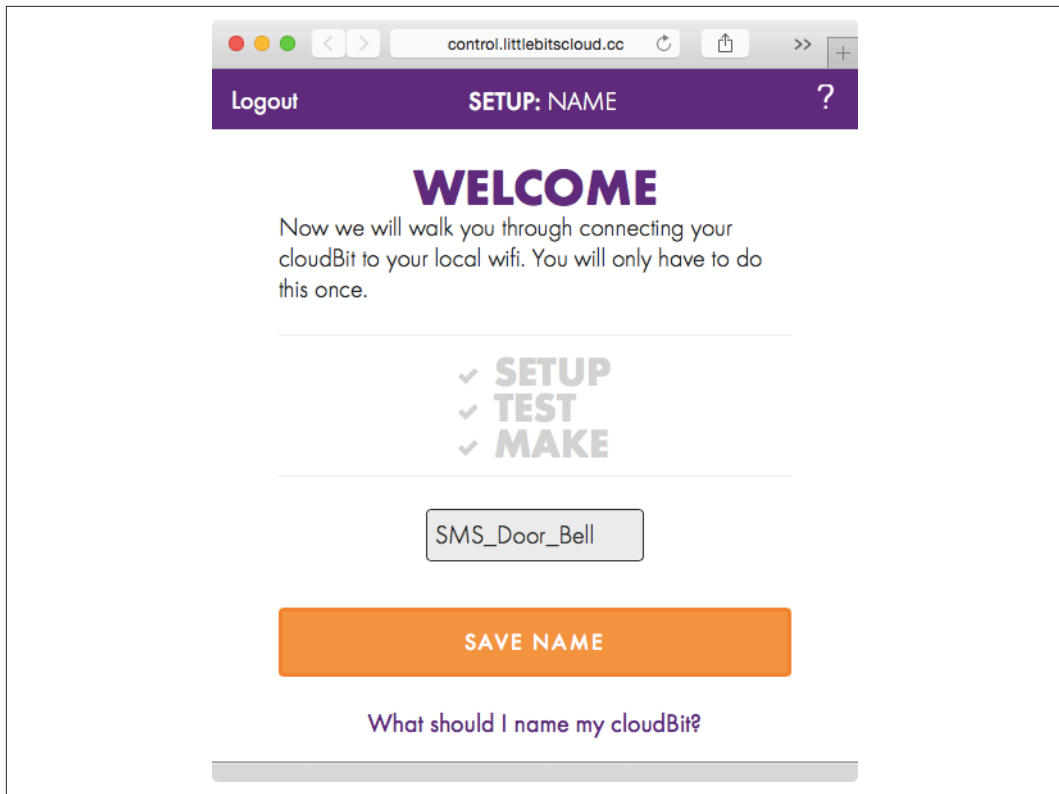 control.littlebitscloud.cc
>>
+
Logout
SETUP: NAME
?
WELCOME
Now we will walk you through connecting your
cloudBit to your local wifi. You will only have to do
this once.
SETUP
TEST
MAKE
SMS_Door_Bell
SAVE NAME
What should I name my cloudBit?